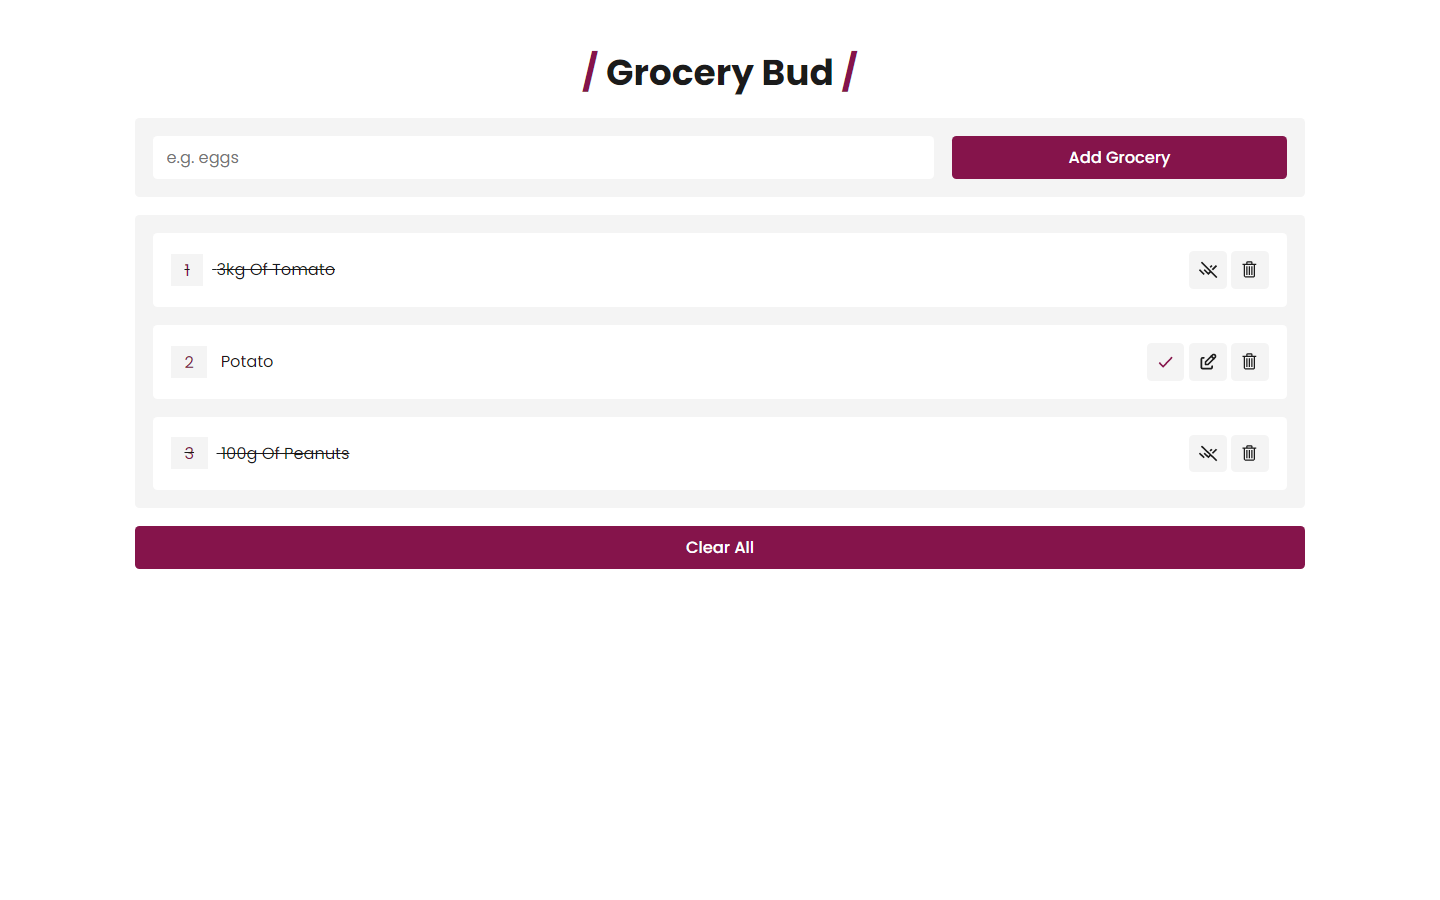 / Grocery Bud /
e.g. eggs
Add Grocery
1 3kg Of Tomato
2 Potato
3 100g Of Peanuts
Clear All